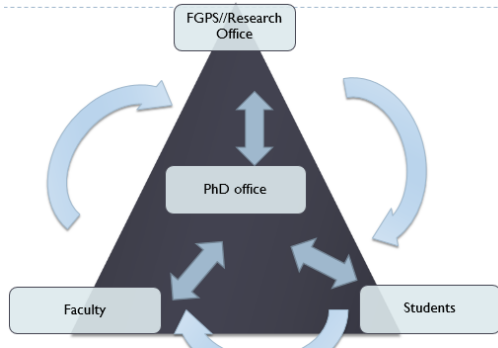 FGPS//Research
Office
PhD office
Faculty
Students